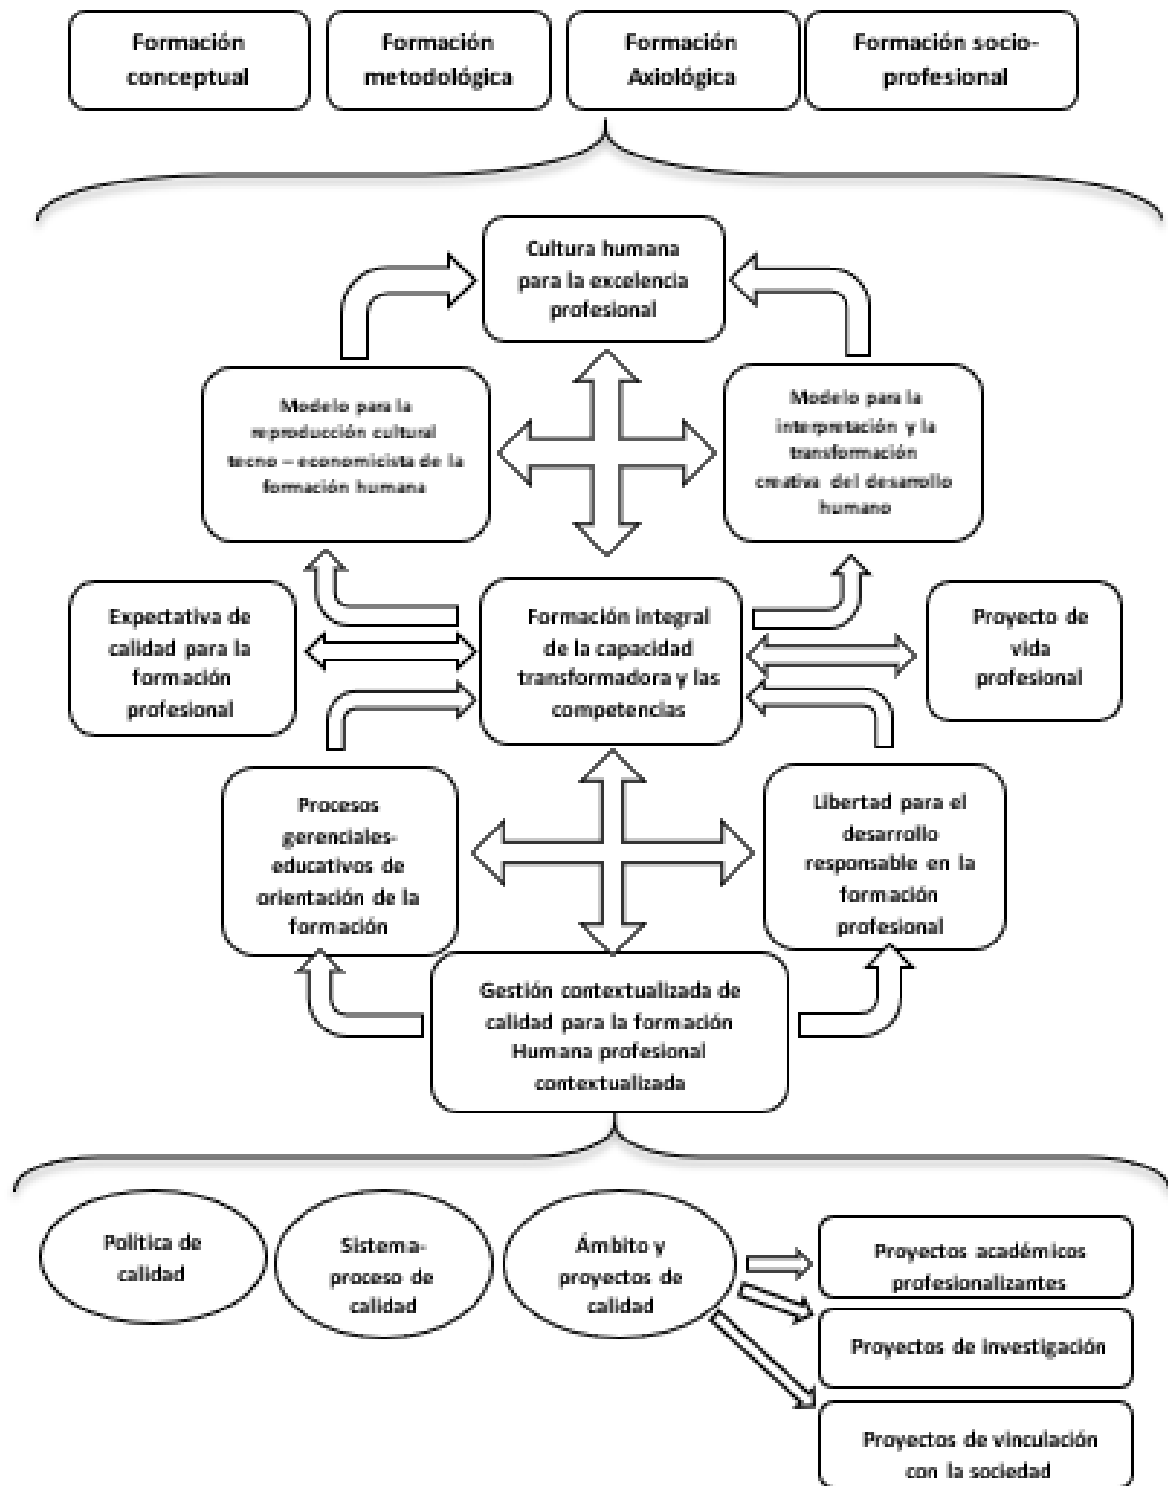 Formación
conceptual
Formación
metodológica
Formación
Axiológica
Formación socio-
profesional
Cultura humana
para la excelencia
profesional
Modelo para la
reproducción cultural
tecno – economicista de la
formación humana
Modelo para la
interpretación y la
transformación
creativa del desarrollo
humano
Expectativa de
calidad para la
formación
profesional
Formación integral
de la capacidad
transformadora y las
competencias
Proyecto de
vida
profesional
Procesos
gerenciales-
educativos de
orientación de la
formación
Libertad para el
desarrollo
responsable en la
formación
profesional
Gestión contextualizada de
calidad para la formación
Humana profesional
contextualizada
Política de
calidad
Sistema-
proceso de
calidad
Ámbito y
proyectos de
calidad
Proyectos académicos
profesionalizantes
Proyectos de investigación
Proyectos de vinculación
con la sociedad